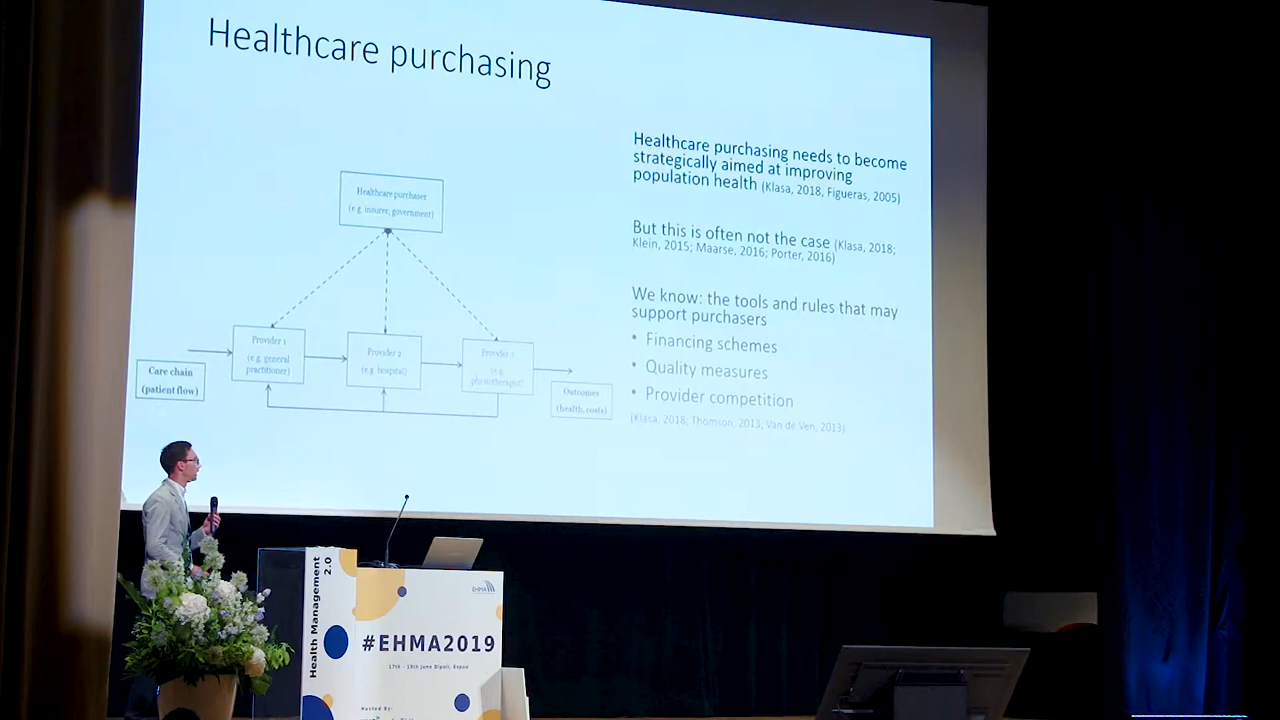 Healthcare purchasing
Healthcare purchaser
(e.g. insurer, government)
Provider 1
(e.g. general
practitioner)
Provider 2
(e.g. hospital)
Provider 3
(e.g.
physiotherapist)
Care chain
(patient flow)
Outcomes
(health, costs)
Healthcare purchasing needs to become
strategically aimed at improving
population health (Klasa, 2018, Figueras, 2005)
But this is often not the case (Klasa, 2018;
Klein, 2015; Maarse, 2016; Porter, 2016)
We know: the tools and rules that may
support purchasers
• Financing schemes
• Quality measures
• Provider competition
(Klasa, 2018; Thomson, 2013, Van de Ven, 2013)
Health Management
2.0
EHMA
#EHMA2019
17th - 19th June Dipoli, Espoo
Hosted By: